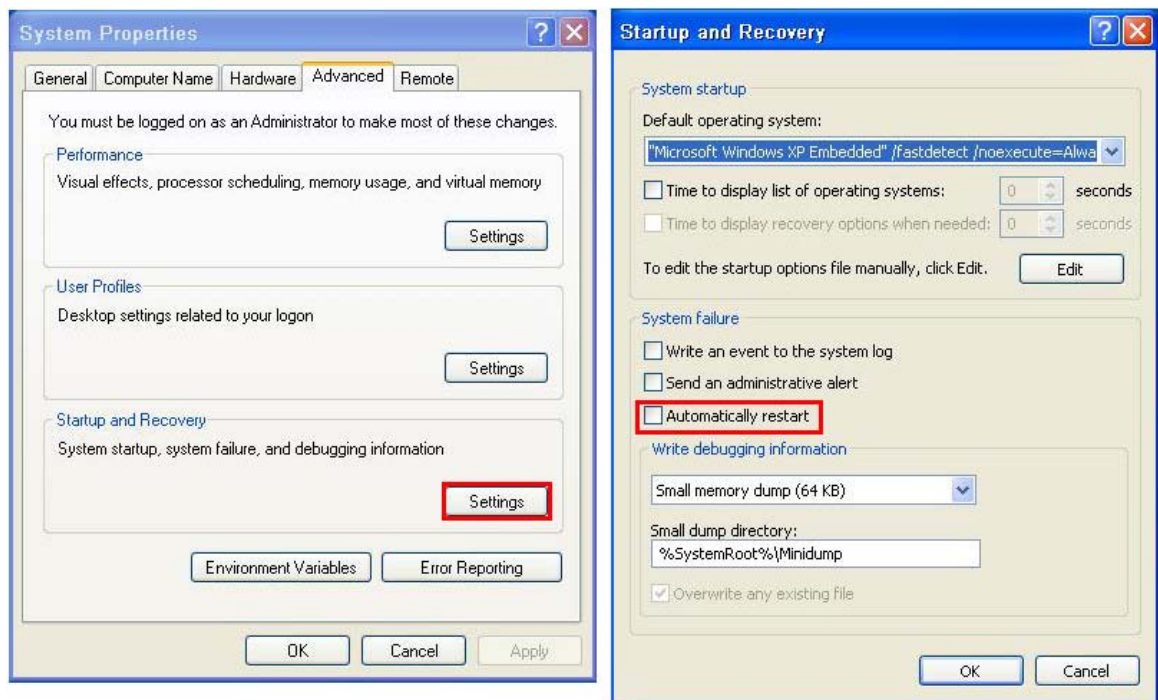 System Properties
General
Computer Name
Hardware
Advanced
Remote
You must be logged on as an Administrator to make most of these changes.
Performance
Visual effects, processor scheduling, memory usage, and virtual memory
Settings
User Profiles
Desktop settings related to your logon
Settings
Startup and Recovery
System startup, system failure, and debugging information
Settings
Environment Variables
Error Reporting
OK
Cancel
Apply
Startup and Recovery
System startup
Default operating system:
"Microsoft Windows XP Embedded" /fastdetect /noexecute=Alwa
Time to display list of operating systems: 0 seconds
Time to display recovery options when needed: 0 seconds
To edit the startup options file manually, click Edit.
Edit
System failure
Write an event to the system log
Send an administrative alert
Automatically restart
Write debugging information
Small memory dump (64 KB)
Small dump directory:
%SystemRoot%\Minidump
Overwrite any existing file
OK
Cancel